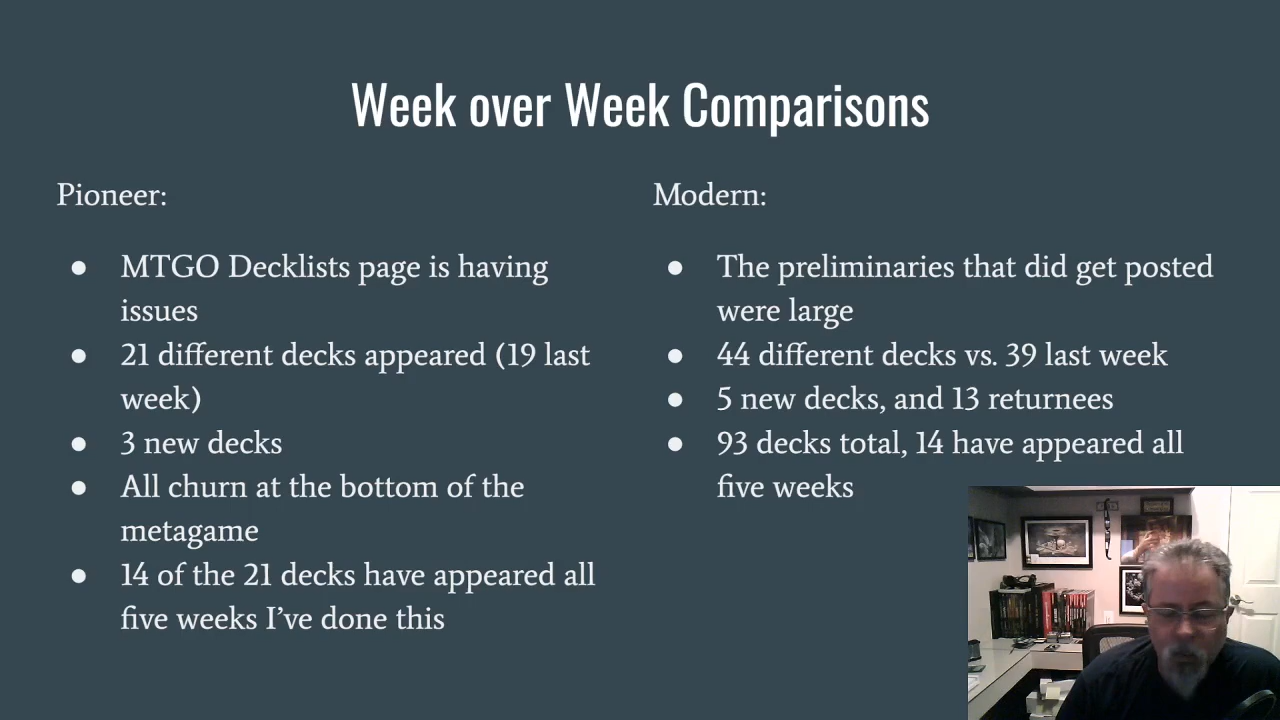 Week over Week Comparisons
Pioneer:
● MTGO Decklists page is having
issues
● 21 different decks appeared (19 last
week)
● 3 new decks
● All churn at the bottom of the
metagame
● 14 of the 21 decks have appeared all
five weeks I’ve done this
Modern:
● The preliminaries that did get posted
were large
● 44 different decks vs. 39 last week
● 5 new decks, and 13 returnees
● 93 decks total, 14 have appeared all
five weeks